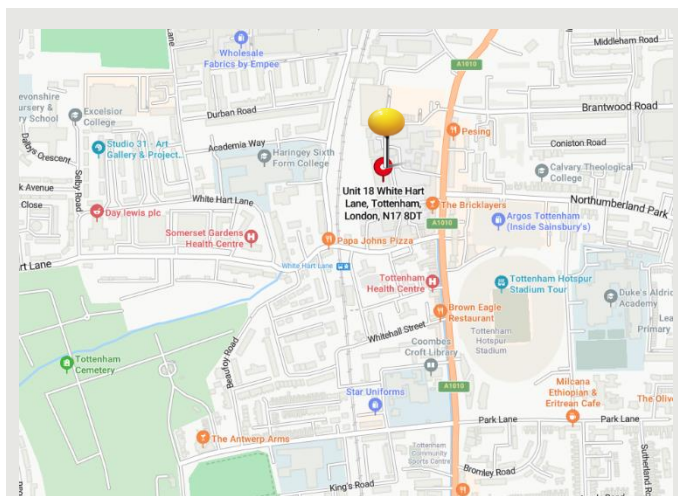 Lane
Wholesale
Fabrics by Empee
Middleham Road
A1010
evonshire
ursery &
ry School
Excelsior
College
Durban Road
Brantwood Road
Dalbys Crescent
Studio 31 - Art
Gallery & Project..
Academia Way
Haringey Sixth
Form College
Pesing
Coniston Road
Calvary Theological
College
k Avenue
Close
Selby Road
White Hart Lane
Day lewis plc
Unit 18 White Hart
Lane, Tottenham,
London, N17 8DT
The Bricklayers
Northumberland Park
Argos Tottenham
(Inside Sainsbury's)
Somerset Gardens
Health Centre
Papa Johns Pizza
rt Lane
White Hart Lane
Tottenham
Health Centre
Tottenham Hotspur
Stadium Tour
Duke's Aldric
Academy
Lea
Primary
Brown Eagle
Restaurant
Tottenham
Hotspur
Stadium
Whitehall Street
Coombes
Croft Library
Tottenham
Cemetery
Beaufoy Road
A1010
Milcana
Ethiopian &
Eritrean Cafe
The Olive
Star Uniforms
Park Lane
Park Lane
The Antwerp Arms
Tottenham
Community
Sports Centre
Bromley Road
Sutherland Road
King's Road